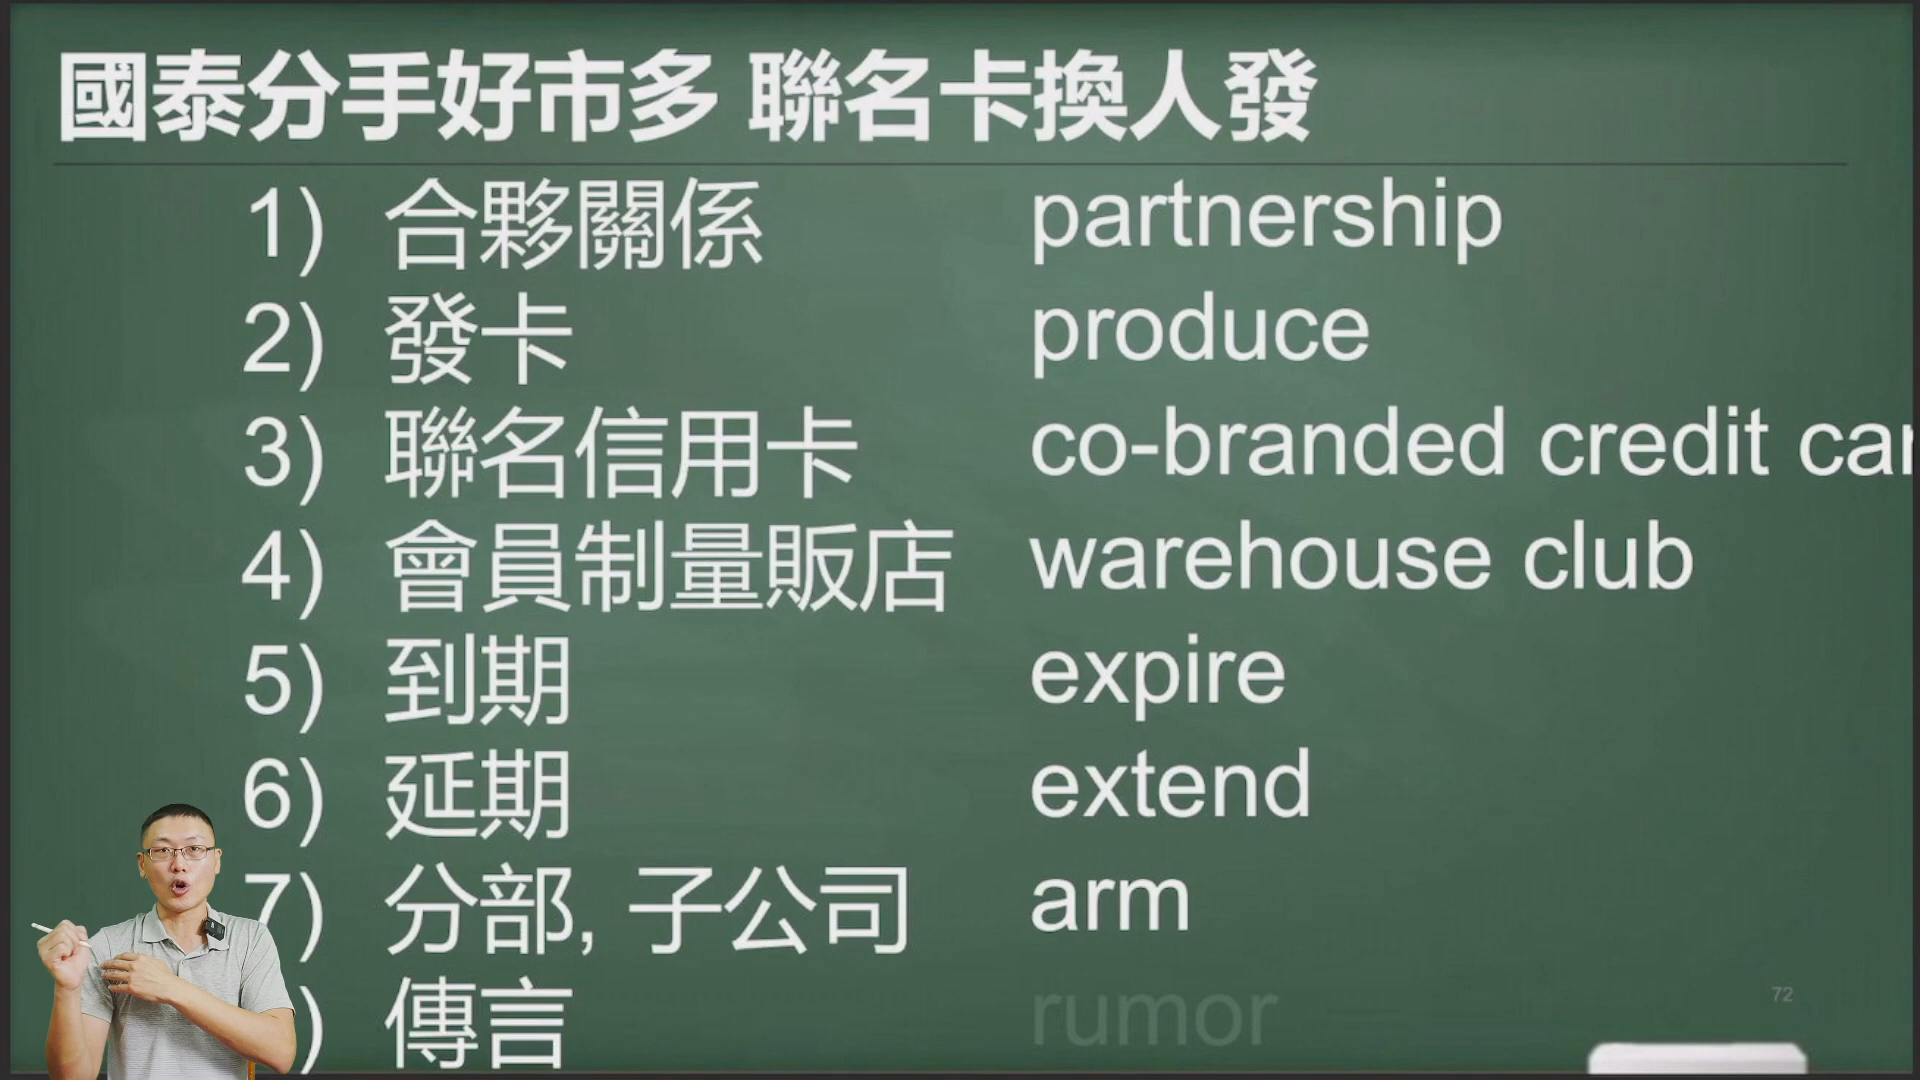 國泰分手好市多 聯名卡換人發
1) 合夥關係 partnership
2) 發卡 produce
3) 聯名信用卡 co-branded credit car
4) 會員制量販店 warehouse club
5) 到期 expire
6) 延期 extend
7) 分部, 子公司 arm
) 傳言 rumor
72